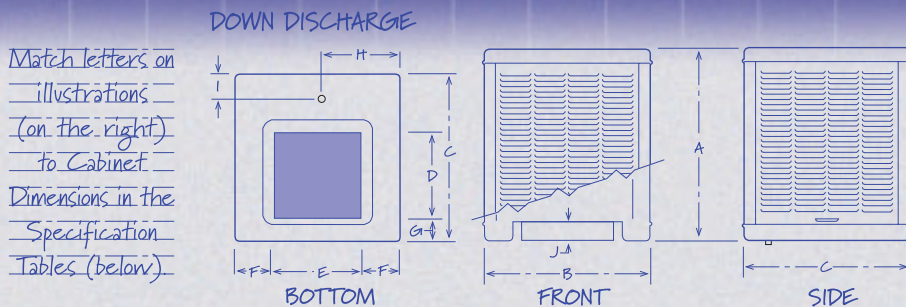 DOWN DISCHARGE
Match letters on
illustrations
(on the right)
to Cabinet
Dimensions in the
Specification
Tables (below).
H
I
C
D
G
F
E
F
BOTTOM
A
J
B
FRONT
C
SIDE